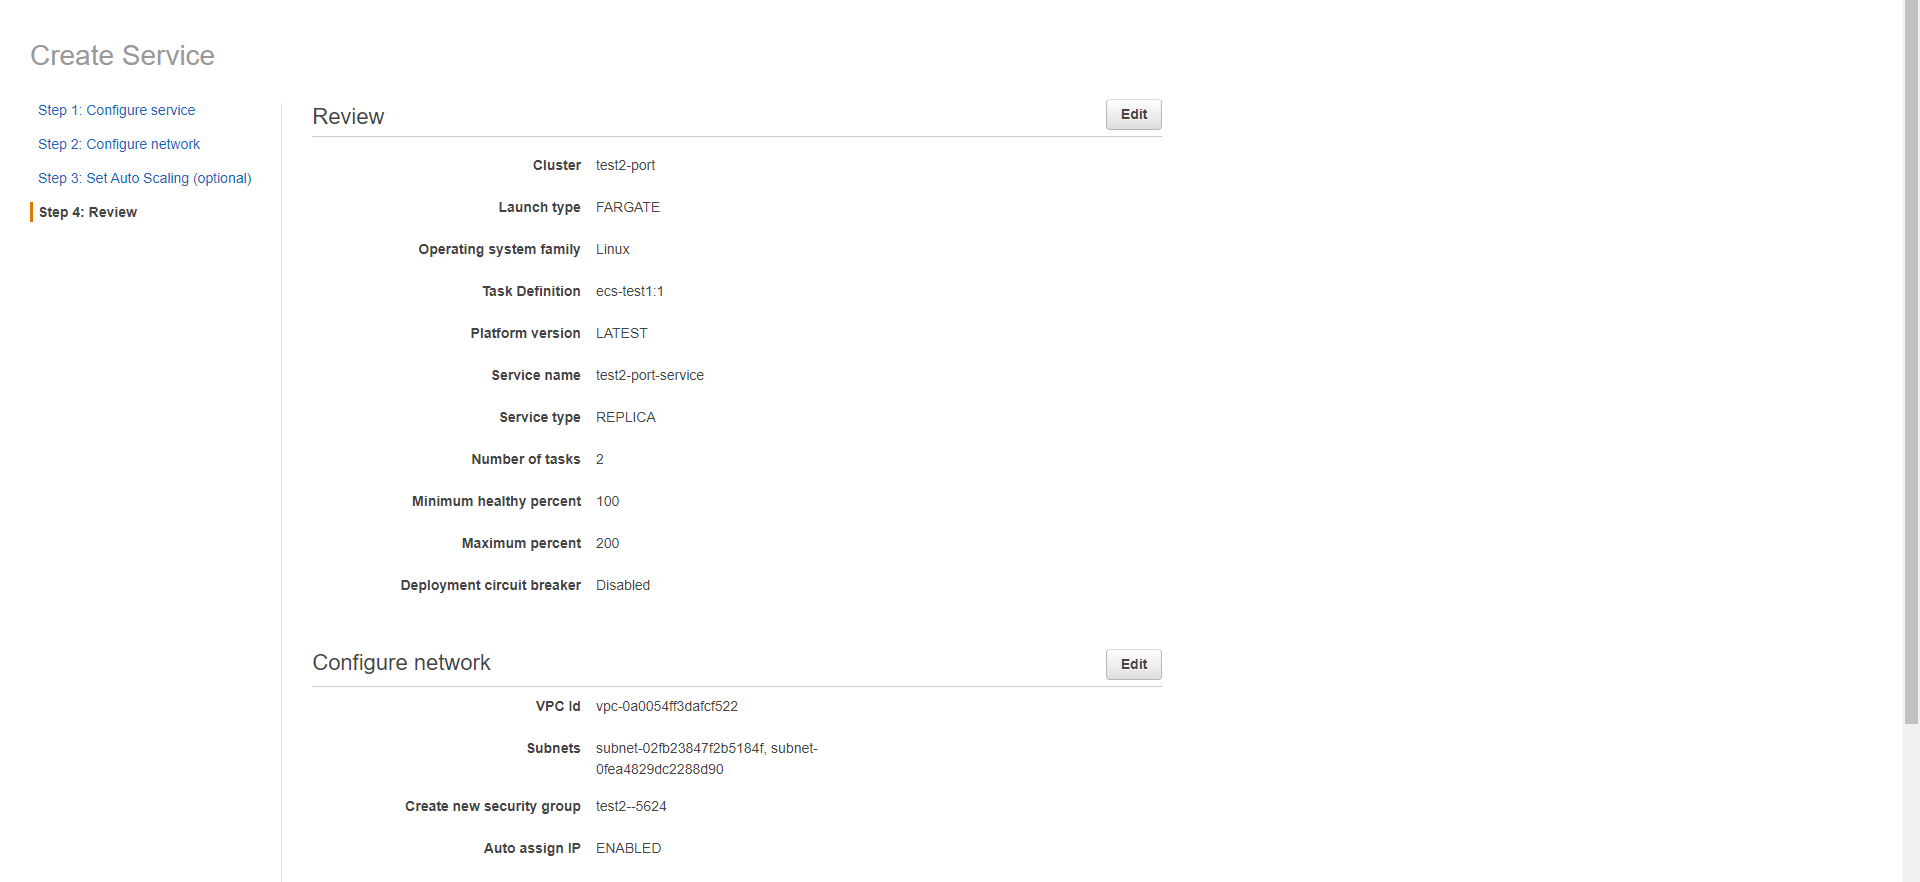 Create Service
Step 1: Configure service
Step 2: Configure network
Step 3: Set Auto Scaling (optional)
Step 4: Review
Review
Edit
Cluster test2-port
Launch type FARGATE
Operating system family Linux
Task Definition ecs-test1:1
Platform version LATEST
Service name test2-port-service
Service type REPLICA
Number of tasks 2
Minimum healthy percent 100
Maximum percent 200
Deployment circuit breaker Disabled
Configure network
Edit
VPC Id vpc-0a0054ff3dafcf522
Subnets subnet-02fb23847f2b5184f, subnet-
0fea4829dc2288d90
Create new security group test2--5624
Auto assign IP ENABLED